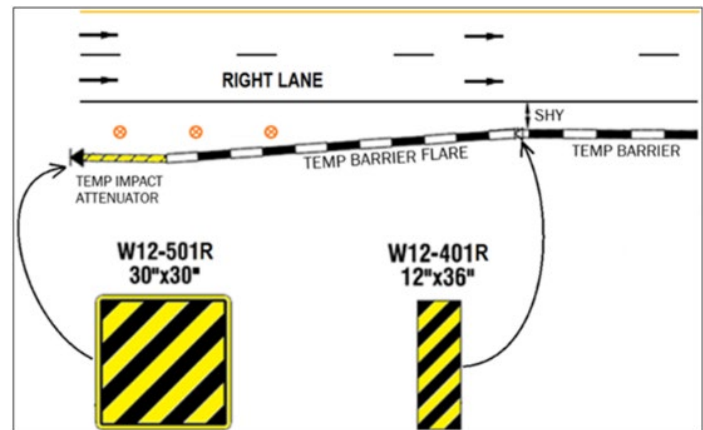 RIGHT LANE
SHY
TEMP BARRIER FLARE
TEMP BARRIER
TEMP IMPACT
ATTENUATOR
W12-501R
30"x30"
W12-401R
12"x36"